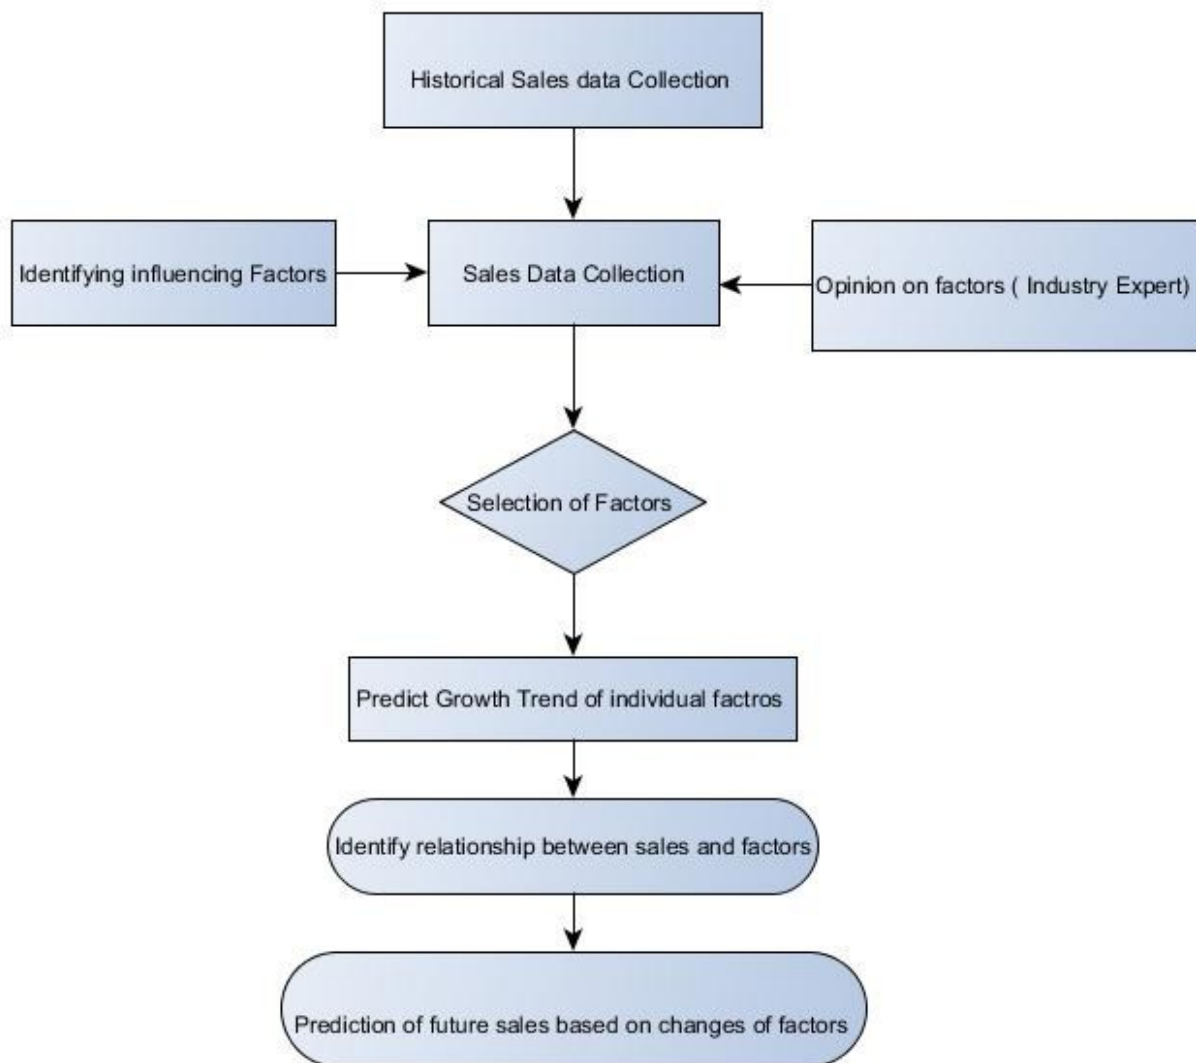 Historical Sales data Collection
Identifying influencing Factors
Sales Data Collection
Opinion on factors ( Industry Expert)
Selection of Factors
Predict Growth Trend of individual factros
Identify relationship between sales and factors
Prediction of future sales based on changes of factors